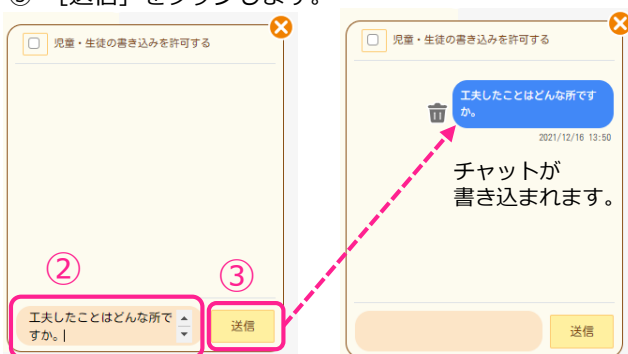 ③ ［送信］をクリックします。
児童・生徒の書き込みを許可する
②
③
工夫したことはどんな所で
すか。
送信
児童・生徒の書き込みを許可する
工夫したことはどんな所です
か。
2021/12/16 13:50
チャットが
書き込まれます。
送信